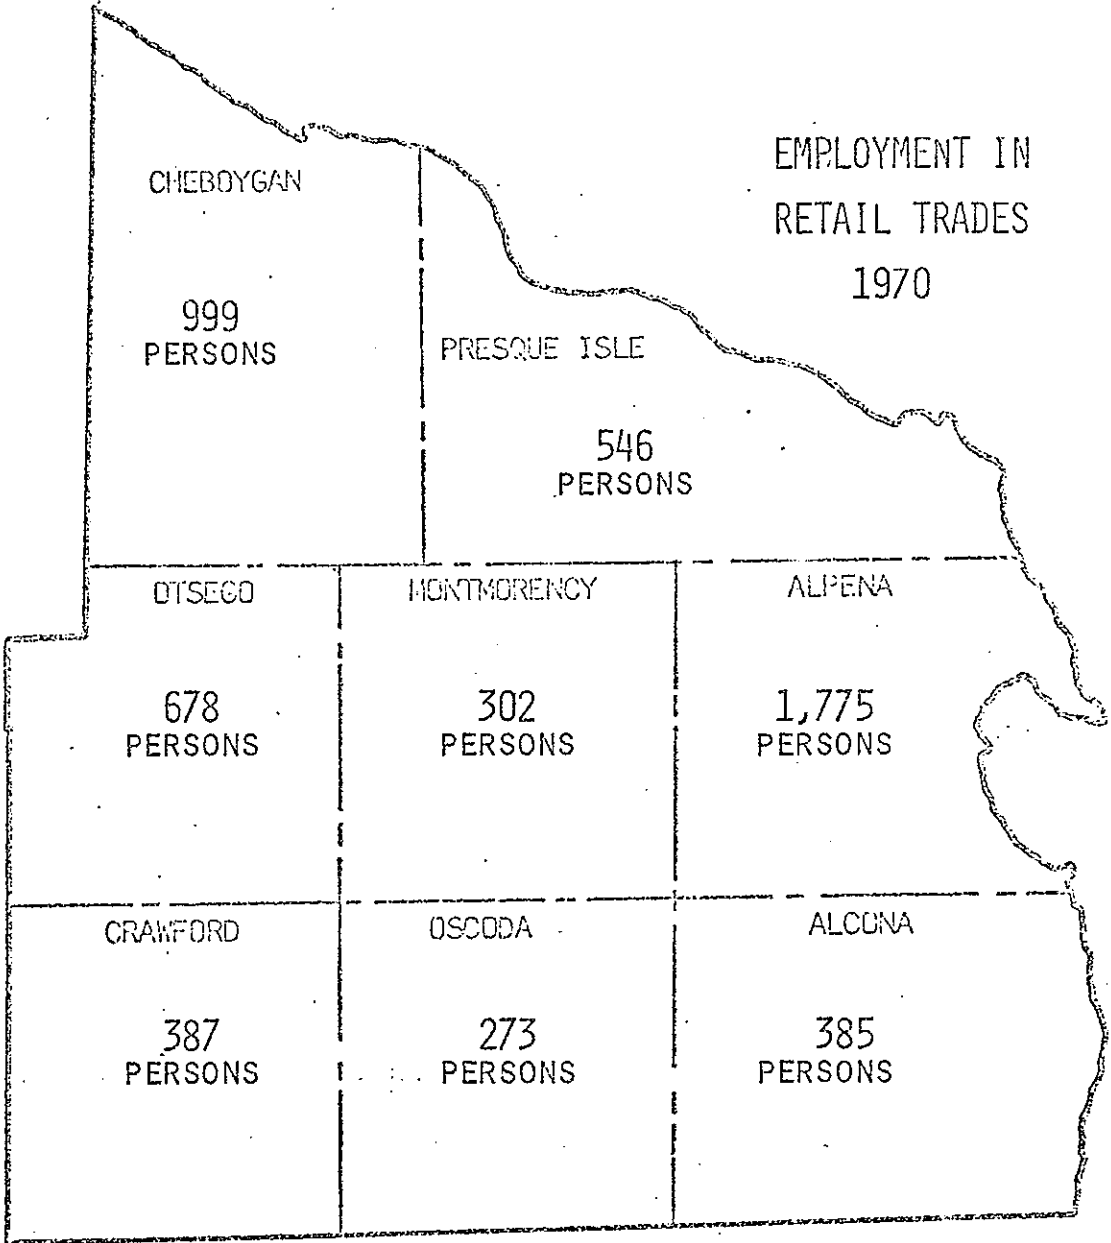 EMPLOYMENT IN
RETAIL TRADES
1970
CHEBOYGAN
999
PERSONS
PRESQUE ISLE
546
PERSONS
OTSEGO
678
PERSONS
MONTMORENCY
302
PERSONS
ALPENA
1,775
PERSONS
CRAWFORD
387
PERSONS
OSCODA
273
PERSONS
ALCONA
385
PERSONS